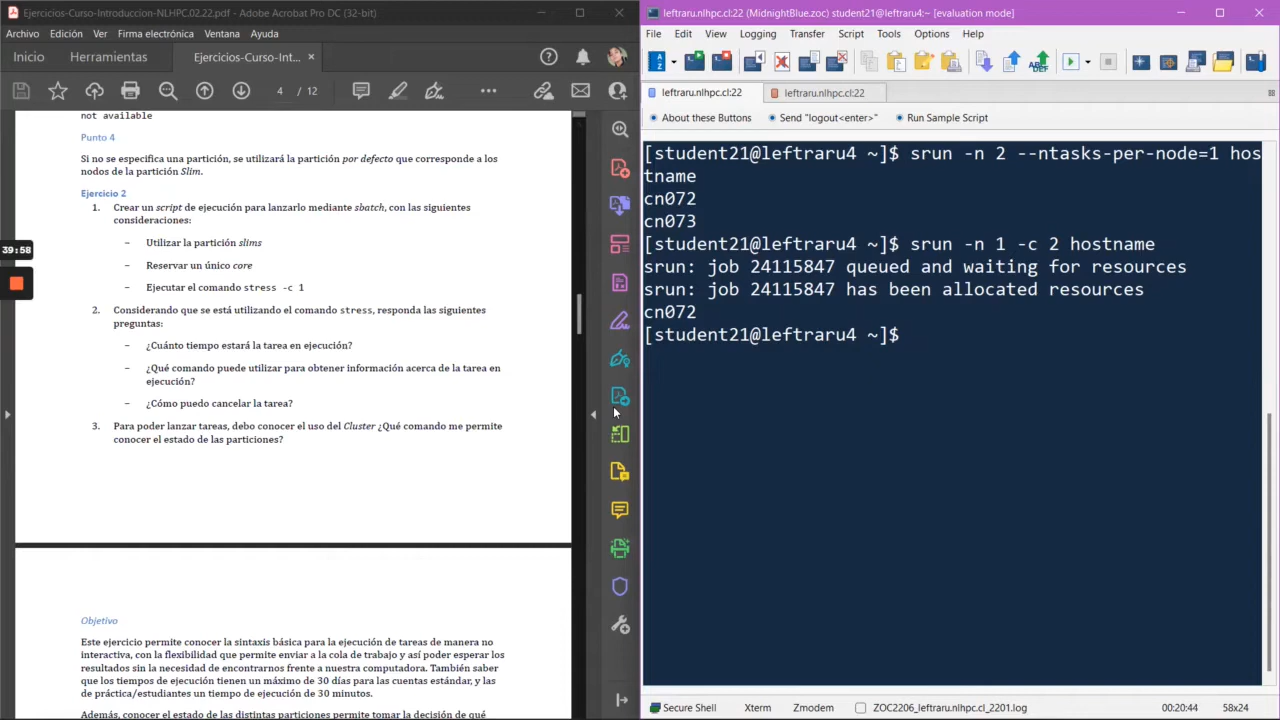 Ejercicios-Curso-Introduccion-NLHPC.02.22.pdf - Adobe Acrobat Pro DC (32-bit)
Archivo Edición Ver Firma electrónica Ventana Ayuda
Inicio Herramientas Ejercicios-Curso-Int... ×
4 / 12
not available
Punto 4
Si no se especifica una partición, se utilizará la partición por defecto que corresponde a los
nodos de la partición Slim.
Ejercicio 2
1. Crear un script de ejecución para lanzarlo mediante sbatch, con las siguientes
consideraciones:
– Utilizar la partición slims
– Reservar un único core
– Ejecutar el comando stress -c 1
2. Considerando que se está utilizando el comando stress, responda las siguientes
preguntas:
– ¿Cuánto tiempo estará la tarea en ejecución?
– ¿Qué comando puede utilizar para obtener información acerca de la tarea en
ejecución?
– ¿Cómo puedo cancelar la tarea?
3. Para poder lanzar tareas, debo conocer el uso del Cluster ¿Qué comando me permite
conocer el estado de las particiones?
Objetivo
Este ejercicio permite conocer la sintaxis básica para la ejecución de tareas de manera no
interactiva, con la flexibilidad que permite enviar a la cola de trabajo y así poder esperar los
resultados sin la necesidad de encontrarnos frente a nuestra computadora. También saber
que los tiempos de ejecución tienen un máximo de 30 días para las cuentas estándar, y las
de práctica/estudiantes un tiempo de ejecución de 30 minutos.
Además, conocer el estado de las distintas particiones permite tomar la decisión de qué
39:58
leftraru.nlhpc.cl:22 (MidnightBlue.zoc) student21@leftraru4:~ [evaluation mode]
File Edit View Logging Transfer Script Tools Options Help
leftraru.nlhpc.cl:22 leftraru.nlhpc.cl:22
About these Buttons Send "logout<enter>" Run Sample Script
[student21@leftraru4 ~]$ srun -n 2 --ntasks-per-node=1 hos
tname
cn072
cn073
[student21@leftraru4 ~]$ srun -n 1 -c 2 hostname
srun: job 24115847 queued and waiting for resources
srun: job 24115847 has been allocated resources
cn072
[student21@leftraru4 ~]$
Secure Shell Xterm Zmodem ZOC2206_leftraru.nlhpc.cl_2201.log 00:20:44 58x24